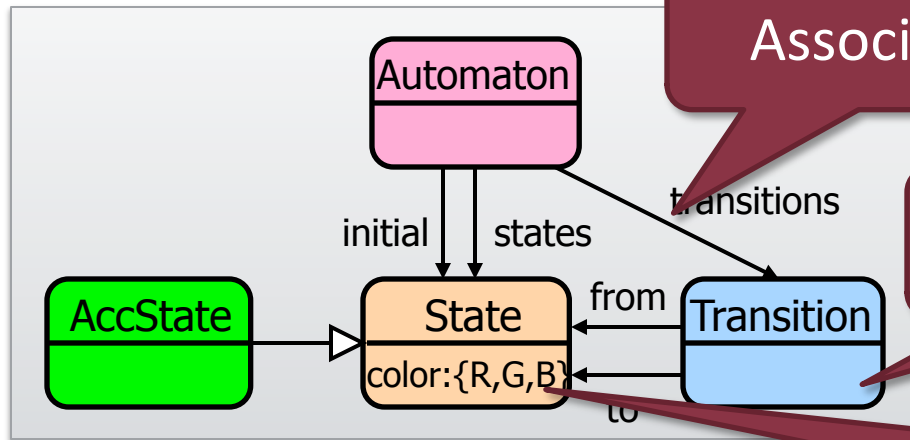 Associ
Automaton
transitions
initial
states
from
AccState
State
Transition
color:{R,G,B}
to